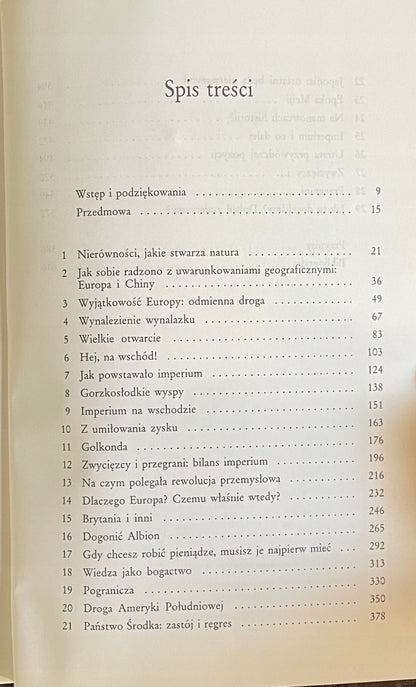 Spis treści
Wstęp i podziękowania . . . . . . . . . . . . . . . . . . . . . . 9
Przedmowa . . . . . . . . . . . . . . . . . . . . . . . . . . . . . 15
1 Nierówności, jakie stwarza natura . . . . . . . . . . . . . . 21
2 Jak sobie radzono z uwarunkowaniami geograficznymi:
Europa i Chiny . . . . . . . . . . . . . . . . . . . . . . . . . 36
3 Wyjątkowość Europy: odmienna droga . . . . . . . . . . . 49
4 Wynalezienie wynalazku . . . . . . . . . . . . . . . . . . . . 67
5 Wielkie otwarcie . . . . . . . . . . . . . . . . . . . . . . . . 83
6 Hej, na wschód! . . . . . . . . . . . . . . . . . . . . . . . . 103
7 Jak powstawało imperium . . . . . . . . . . . . . . . . . . . 124
8 Gorzkosłodkie wyspy . . . . . . . . . . . . . . . . . . . . . 138
9 Imperium na wschodzie . . . . . . . . . . . . . . . . . . . . 151
10 Z umiłowania zysku . . . . . . . . . . . . . . . . . . . . . . 163
11 Golkonda . . . . . . . . . . . . . . . . . . . . . . . . . . . . 176
12 Zwycięzcy i przegrani: bilans imperium . . . . . . . . . . 196
13 Na czym polegała rewolucja przemysłowa . . . . . . . . . 216
14 Dlaczego Europa? Czemu właśnie wtedy? . . . . . . . . . 232
15 Brytania i inni . . . . . . . . . . . . . . . . . . . . . . . . . 246
16 Dogonić Albion . . . . . . . . . . . . . . . . . . . . . . . . 265
17 Gdy chcesz robić pieniądze, musisz je najpierw mieć . . . 292
18 Wiedza jako bogactwo . . . . . . . . . . . . . . . . . . . . 313
19 Pogranicza . . . . . . . . . . . . . . . . . . . . . . . . . . . 330
20 Droga Ameryki Południowej . . . . . . . . . . . . . . . . . 350
21 Państwo Środka: zastój i regres . . . . . . . . . . . . . . . 378